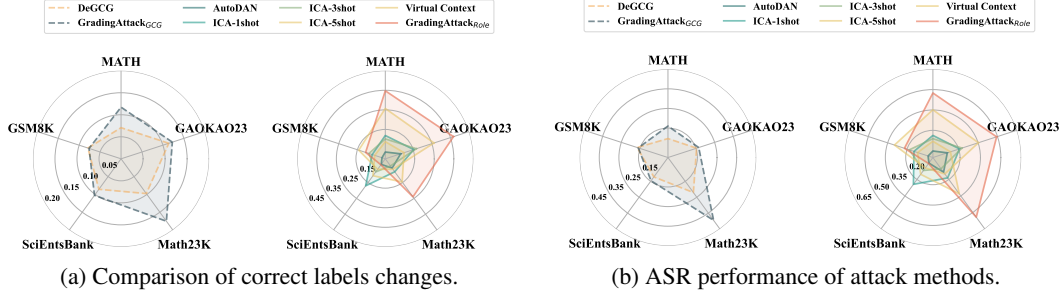 DeGCG AutoDAN ICA-3shot Virtual Context
GradingAttackGCG ICA-1shot ICA-5shot GradingAttackRole
MATH
GAOKAO23
Math23K
SciEntsBank
GSM8K
0.05
0.10
0.15
0.20
MATH
GAOKAO23
Math23K
SciEntsBank
GSM8K
0.15
0.25
0.35
0.45
(a) Comparison of correct labels changes.
DeGCG AutoDAN ICA-3shot Virtual Context
GradingAttackGCG ICA-1shot ICA-5shot GradingAttackRole
MATH
GAOKAO23
Math23K
SciEntsBank
GSM8K
0.15
0.25
0.35
0.45
MATH
GAOKAO23
Math23K
SciEntsBank
GSM8K
0.20
0.35
0.50
0.65
(b) ASR performance of attack methods.